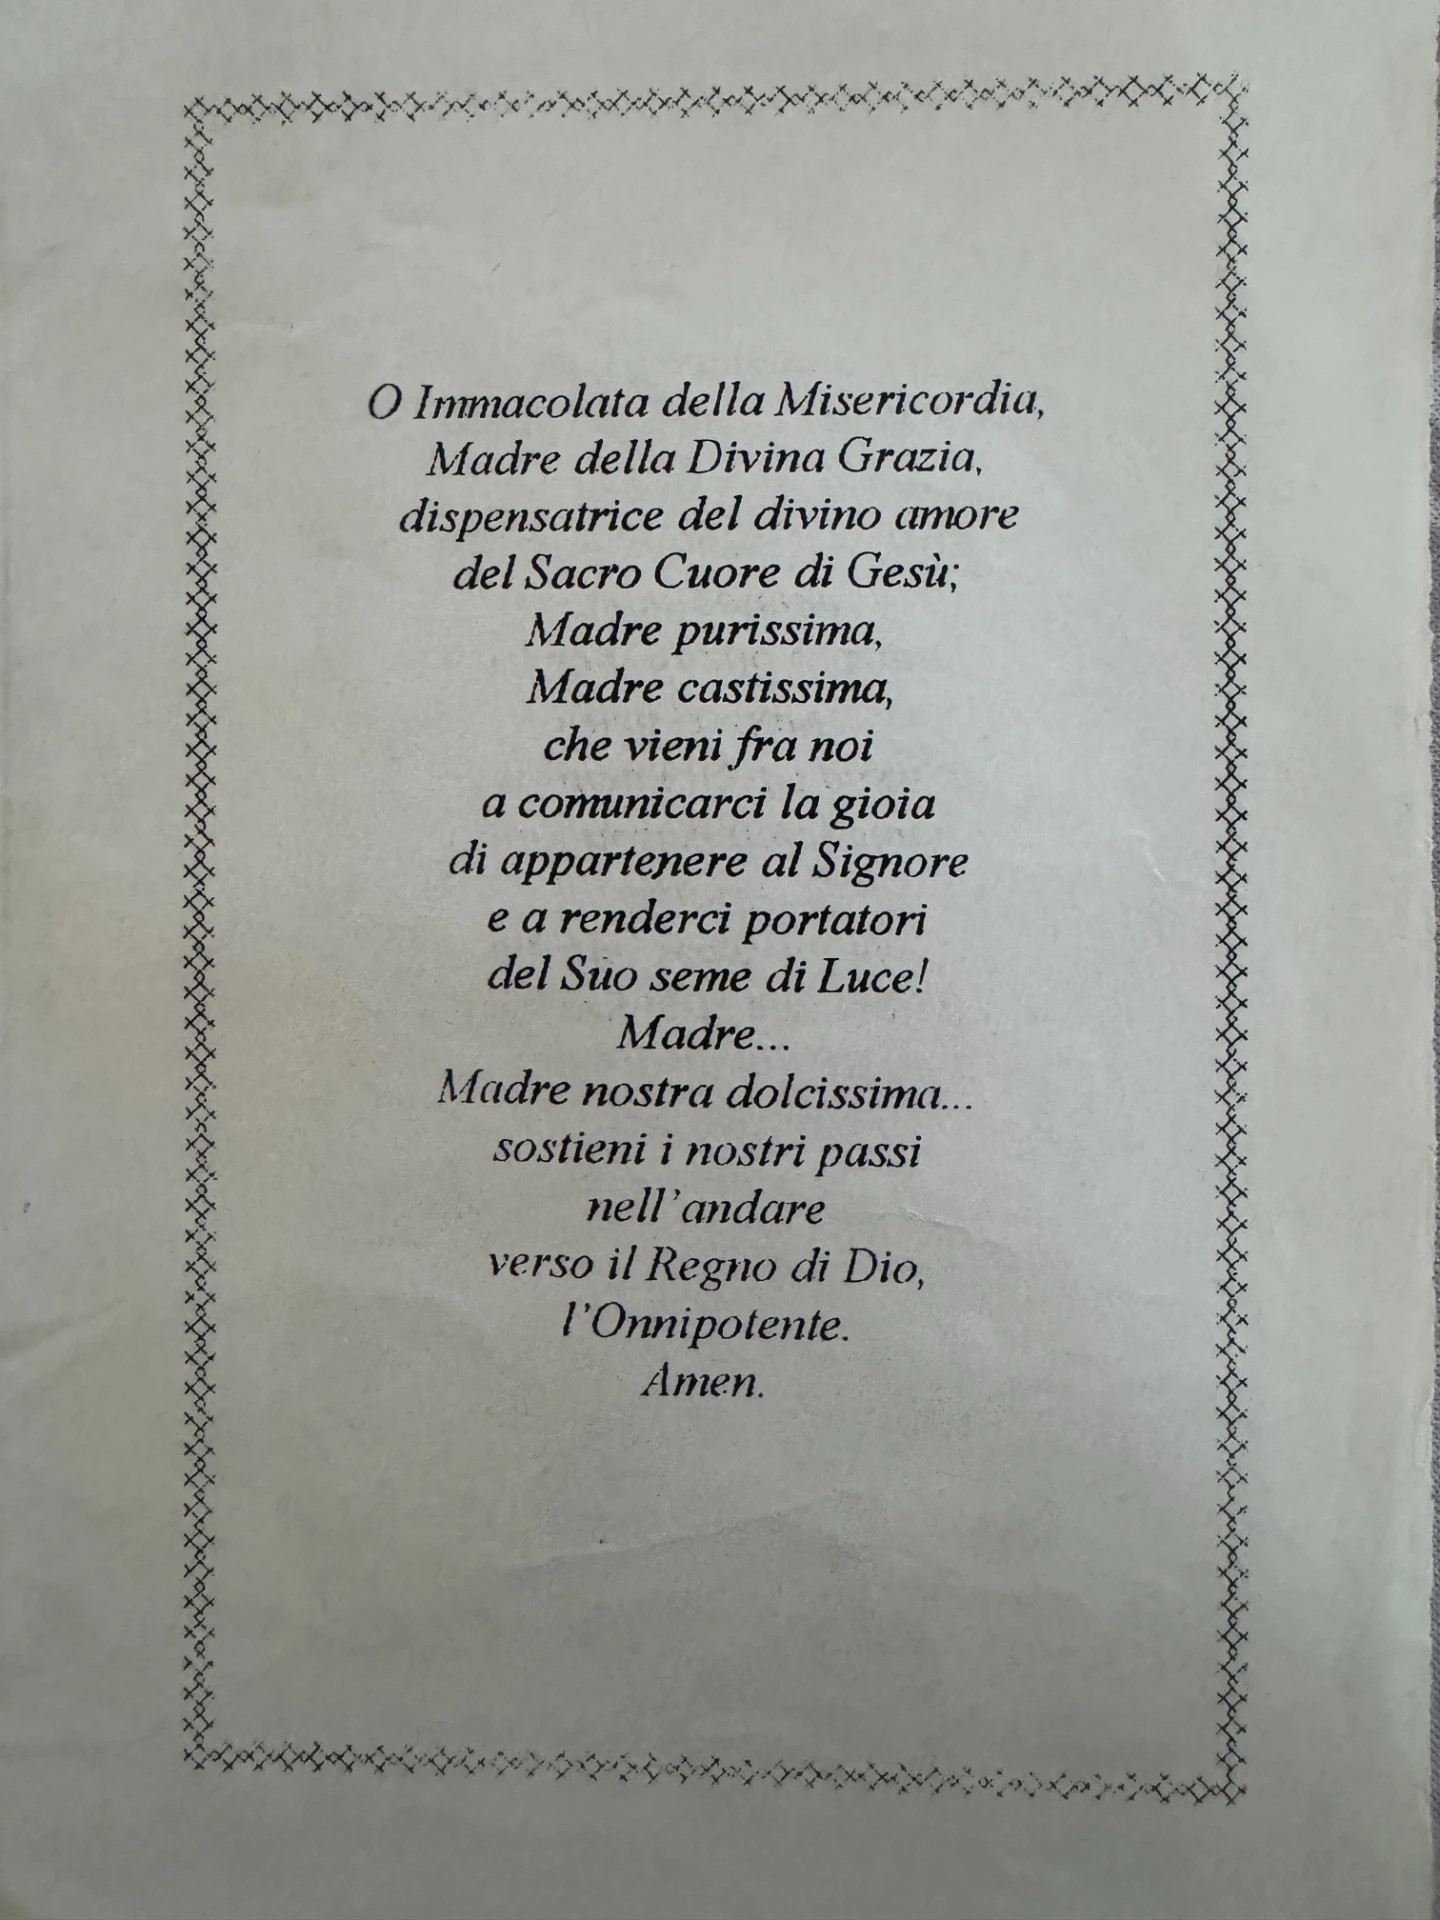 O Immacolata della Misericordia,
Madre della Divina Grazia,
dispensatrice del divino amore
del Sacro Cuore di Gesù;
Madre purissima,
Madre castissima,
che vieni fra noi
a comunicarci la gioia
di appartenere al Signore
e a renderci portatori
del Suo seme di Luce!
Madre...
Madre nostra dolcissima...
sostieni i nostri passi
nell'andare
verso il Regno di Dio,
l'Onnipotente.
Amen.